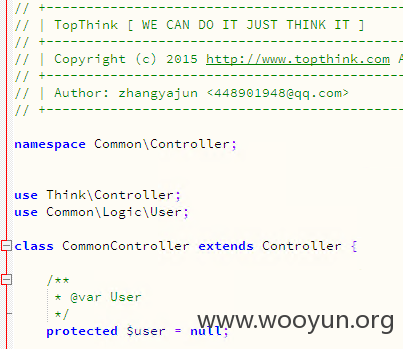 // +----------------------------------------------
// | TopThink [ WE CAN DO IT JUST THINK IT ]
// +----------------------------------------------
// | Copyright (c) 2015 http://www.topthink.com A
// +----------------------------------------------
// | Author: zhangyajun <448901948@qq.com>
// +----------------------------------------------
namespace Common\Controller;
use Think\Controller;
use Common\Logic\User;
class CommonController extends Controller {
/**
* @var User
*/
protected $user = null;
www.wooyun.org